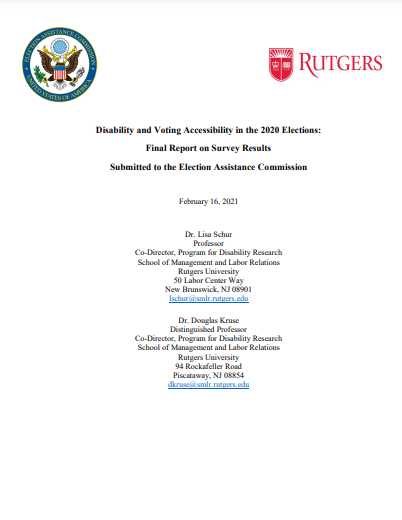 ELECTION ASSISTANCE COMMISSION
UNITED STATES OF AMERICA
RUTGERS
Disability and Voting Accessibility in the 2020 Elections:
Final Report on Survey Results
Submitted to the Election Assistance Commission
February 16, 2021
Dr. Lisa Schur
Professor
Co-Director, Program for Disability Research
School of Management and Labor Relations
Rutgers University
50 Labor Center Way
New Brunswick, NJ 08901
lschur@smlr.rutgers.edu
Dr. Douglas Kruse
Distinguished Professor
Co-Director, Program for Disability Research
School of Management and Labor Relations
Rutgers University
94 Rockafeller Road
Piscataway, NJ 08854
dkruse@smlr.rutgers.edu